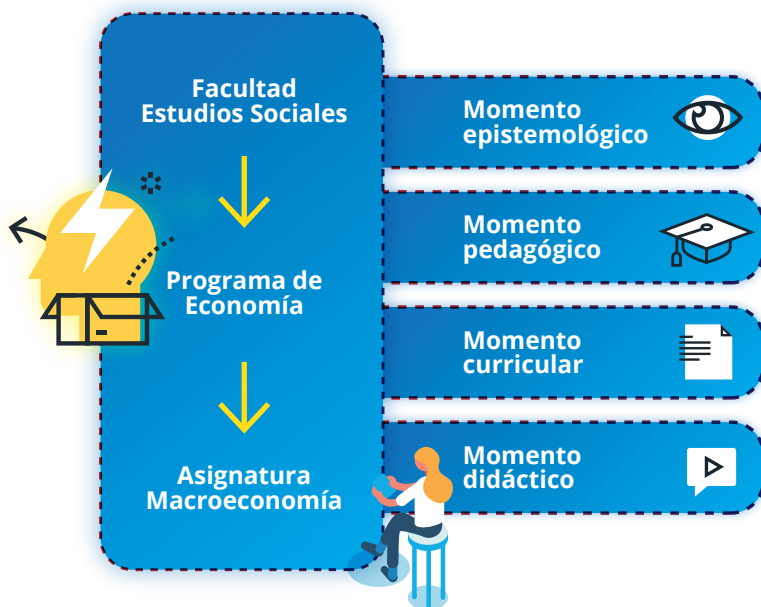 Facultad
Estudios Sociales
Programa de
Economía
Asignatura
Macroeconomía
Momento
epistemológico
Momento
pedagógico
Momento
curricular
Momento
didáctico